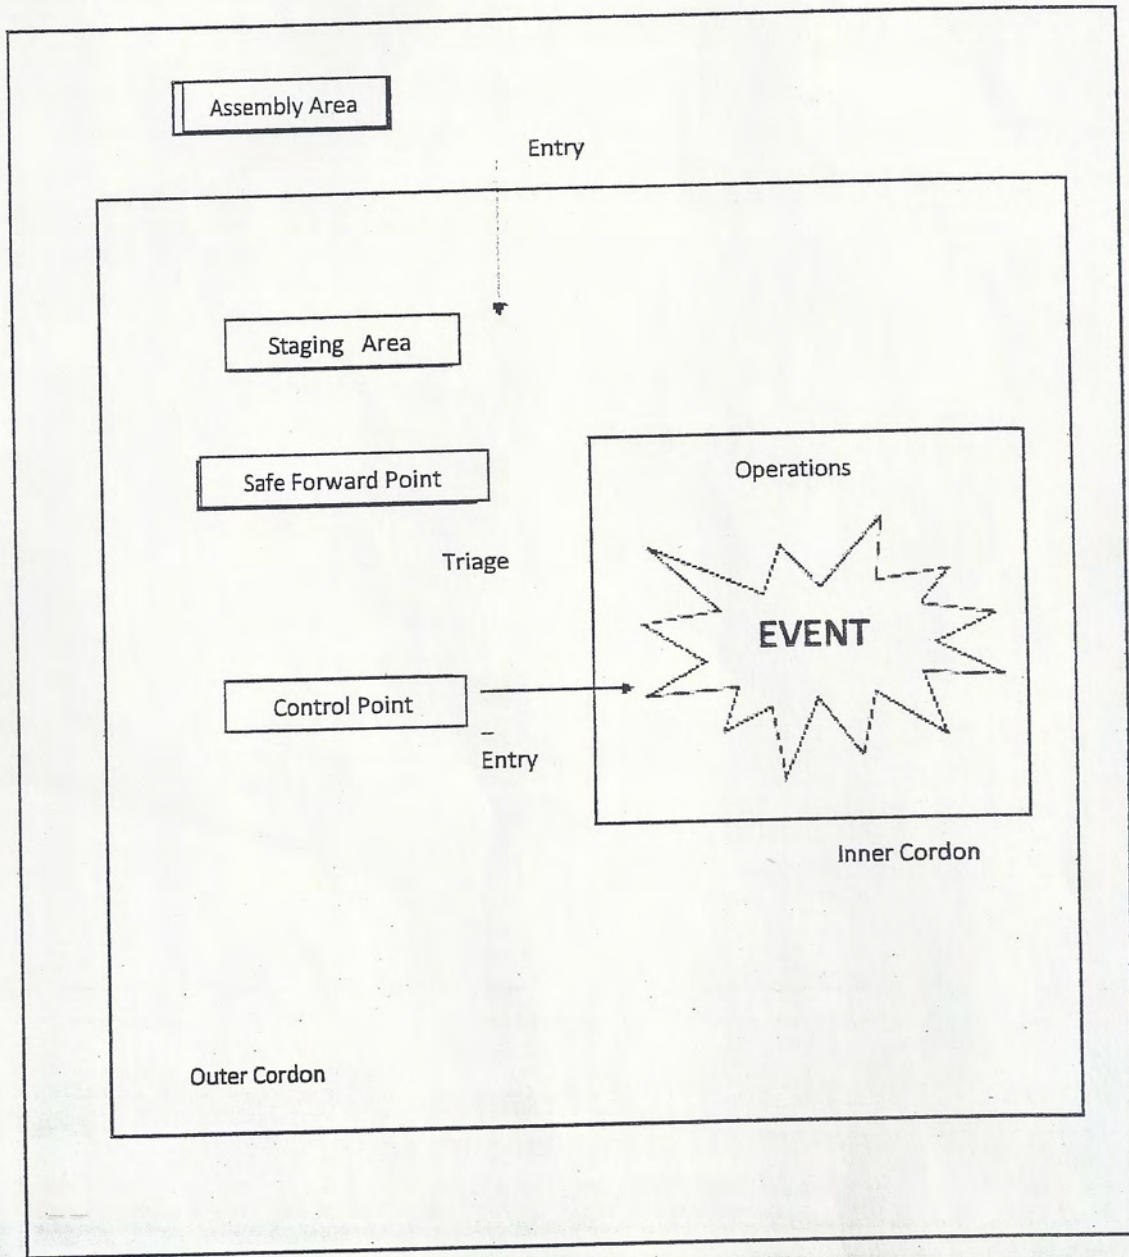 Assembly Area
Entry
Staging Area
Safe Forward Point
Operations
Triage
EVENT
Control Point
Entry
Inner Cordon
Outer Cordon